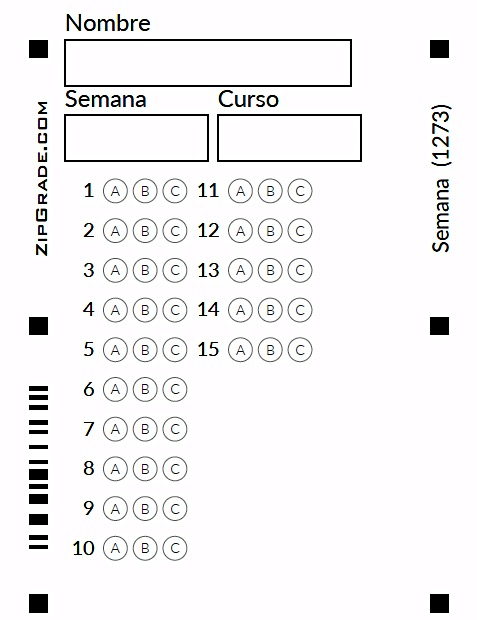 Nombre
Semana Curso
1 A B C 11 A B C
2 A B C 12 A B C
3 A B C 13 A B C
4 A B C 14 A B C
5 A B C 15 A B C
6 A B C
7 A B C
8 A B C
9 A B C
10 A B C
ZIPGRADE.COM
Semana (1273)